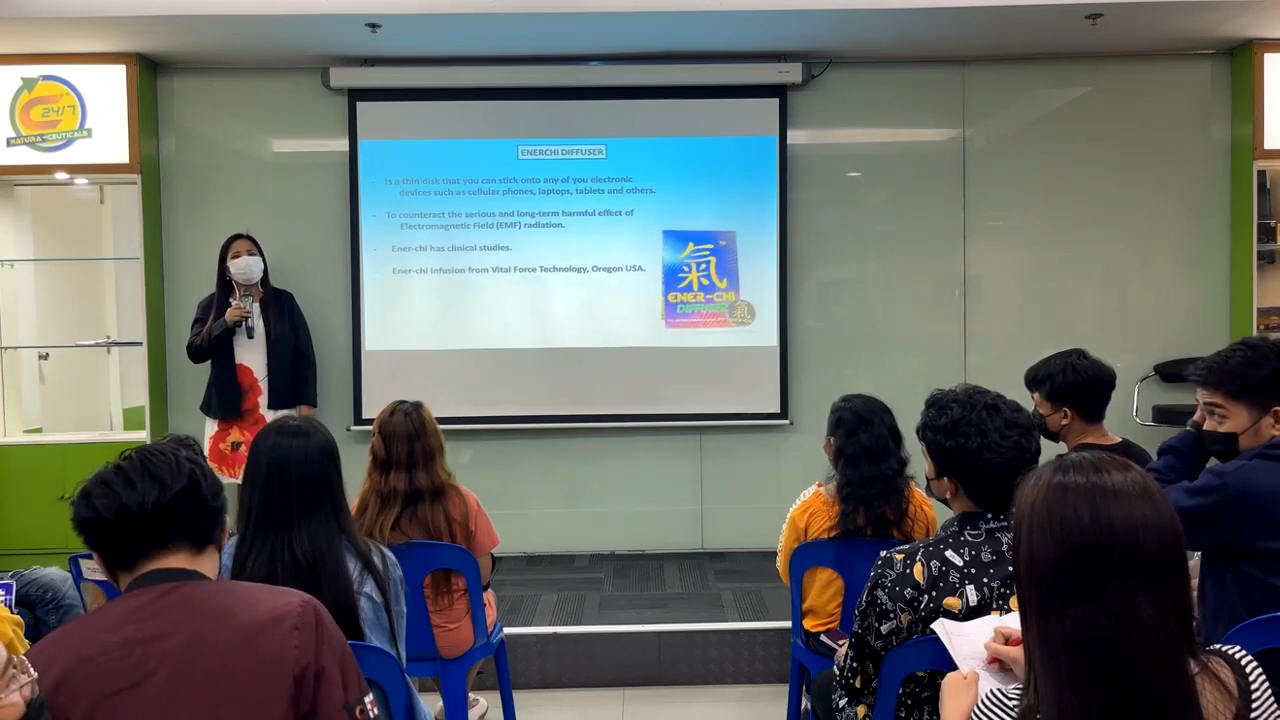 24/7
NATURA CEUTICALS
ENERCHI DIFFUSER
Is a thin disk that you can stick onto any of you electronic
devices such as cellular phones, laptops, tablets and others.
To counteract the serious and long-term harmful effect of
Electromagnetic Field (EMF) radiation.
Ener-chi has clinical studies.
Ener-chi Infusion from Vital Force Technology, Oregon USA.
氣
ENER-CHI
DIFFUSER
氣